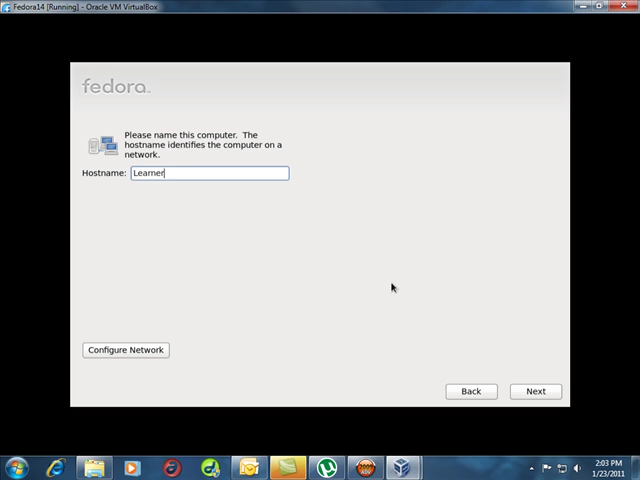 Fedora14 [Running] - Oracle VM VirtualBox
fedora
Please name this computer. The
hostname identifies the computer on a
network.
Hostname: Learner
Configure Network
Back Next
2:03 PM
1/23/2011